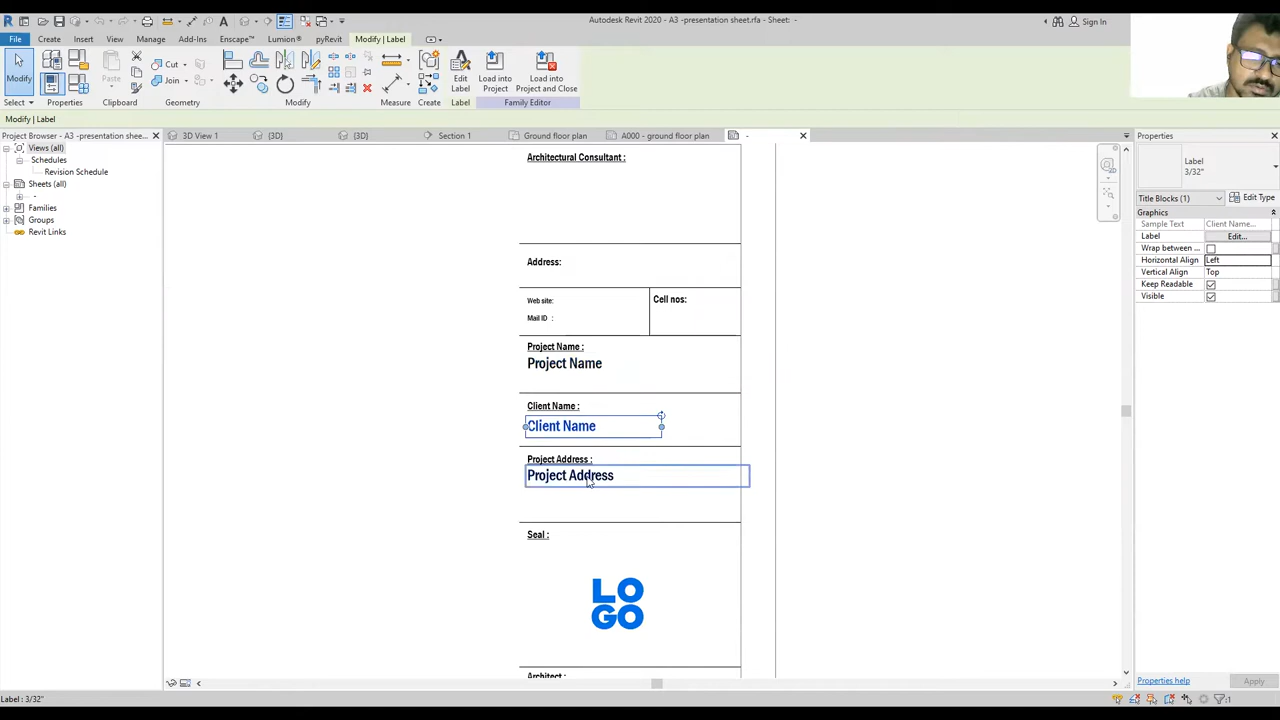 Autodesk Revit 2020 - A3 -presentation sheet.rfa - Sheet: -
Sign In
File Create Insert View Manage Add-Ins Enscape™ Lumion® pyRevit Modify | Label
Modify
Paste
Cut
Join
Edit Label
Load into Project
Load into Project and Close
Select Properties Clipboard Geometry Modify Measure Create Label Family Editor
Modify | Label
Project Browser - A3 -presentation shee...
3D View 1 {3D} {3D} Section 1 Ground floor plan A000 - ground floor plan -
Views (all)
Schedules
Revision Schedule
Sheets (all)
-
Families
Groups
Revit Links
Architectural Consultant :
Address:
Web site:
Cell nos:
Mail ID :
Project Name :
Project Name
Client Name :
Client Name
Project Address :
Project Address
Seal :
LO
GO
Architect :
Properties
Label
3/32"
Title Blocks (1) Edit Type
Graphics
Sample Text Client Name...
Label Edit...
Wrap between ...
Horizontal Align Left
Vertical Align Top
Keep Readable
Visible
Properties help Apply
Label : 3/32"
:1